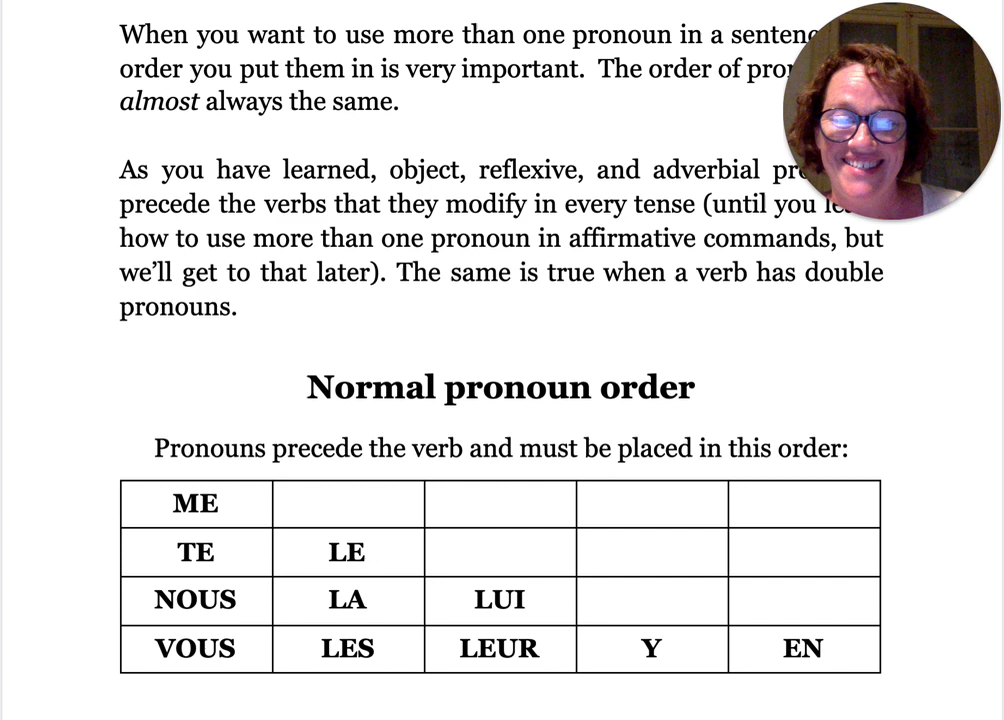 When you want to use more than one pronoun in a
order you put them in is very important.  The order of
almost always the same.
As you have learned, object, reflexive, and adverbial
precede the verbs that they modify in every tense (until you
how to use more than one pronoun in affirmative commands, but
we’ll get to that later). The same is true when a verb has double
pronouns.
Normal pronoun order
Pronouns precede the verb and must be placed in this order:
ME
TE LE
NOUS LA LUI
VOUS LES LEUR Y EN